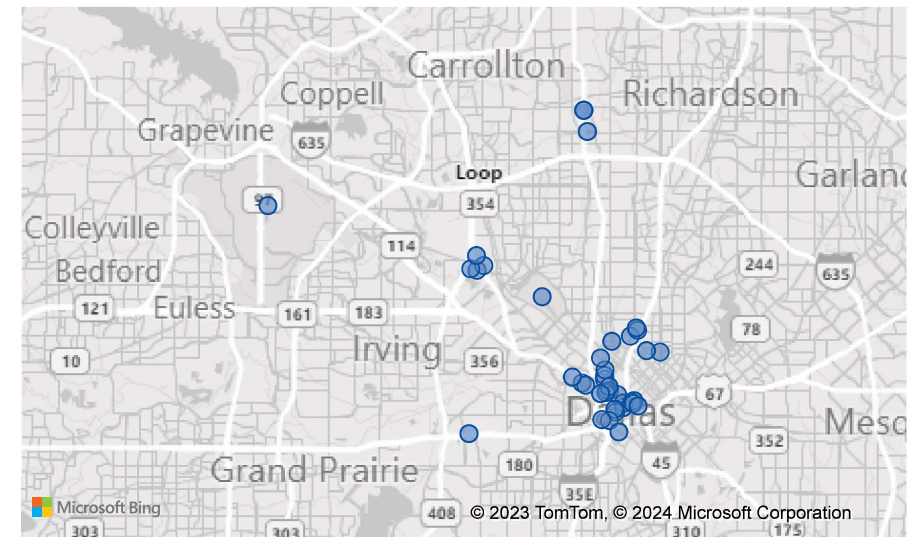 Carrollton
Coppell
Richardson
Grapevine
635
Loop
Garland
97
354
Colleyville
114
Bedford
244
635
121
Euless
161
183
78
Irving
10
356
67
Dallas
Mesq
352
Grand Prairie
180
45
35E
Microsoft Bing
408
© 2023 TomTom, © 2024 Microsoft Corporation
303
303
310
175